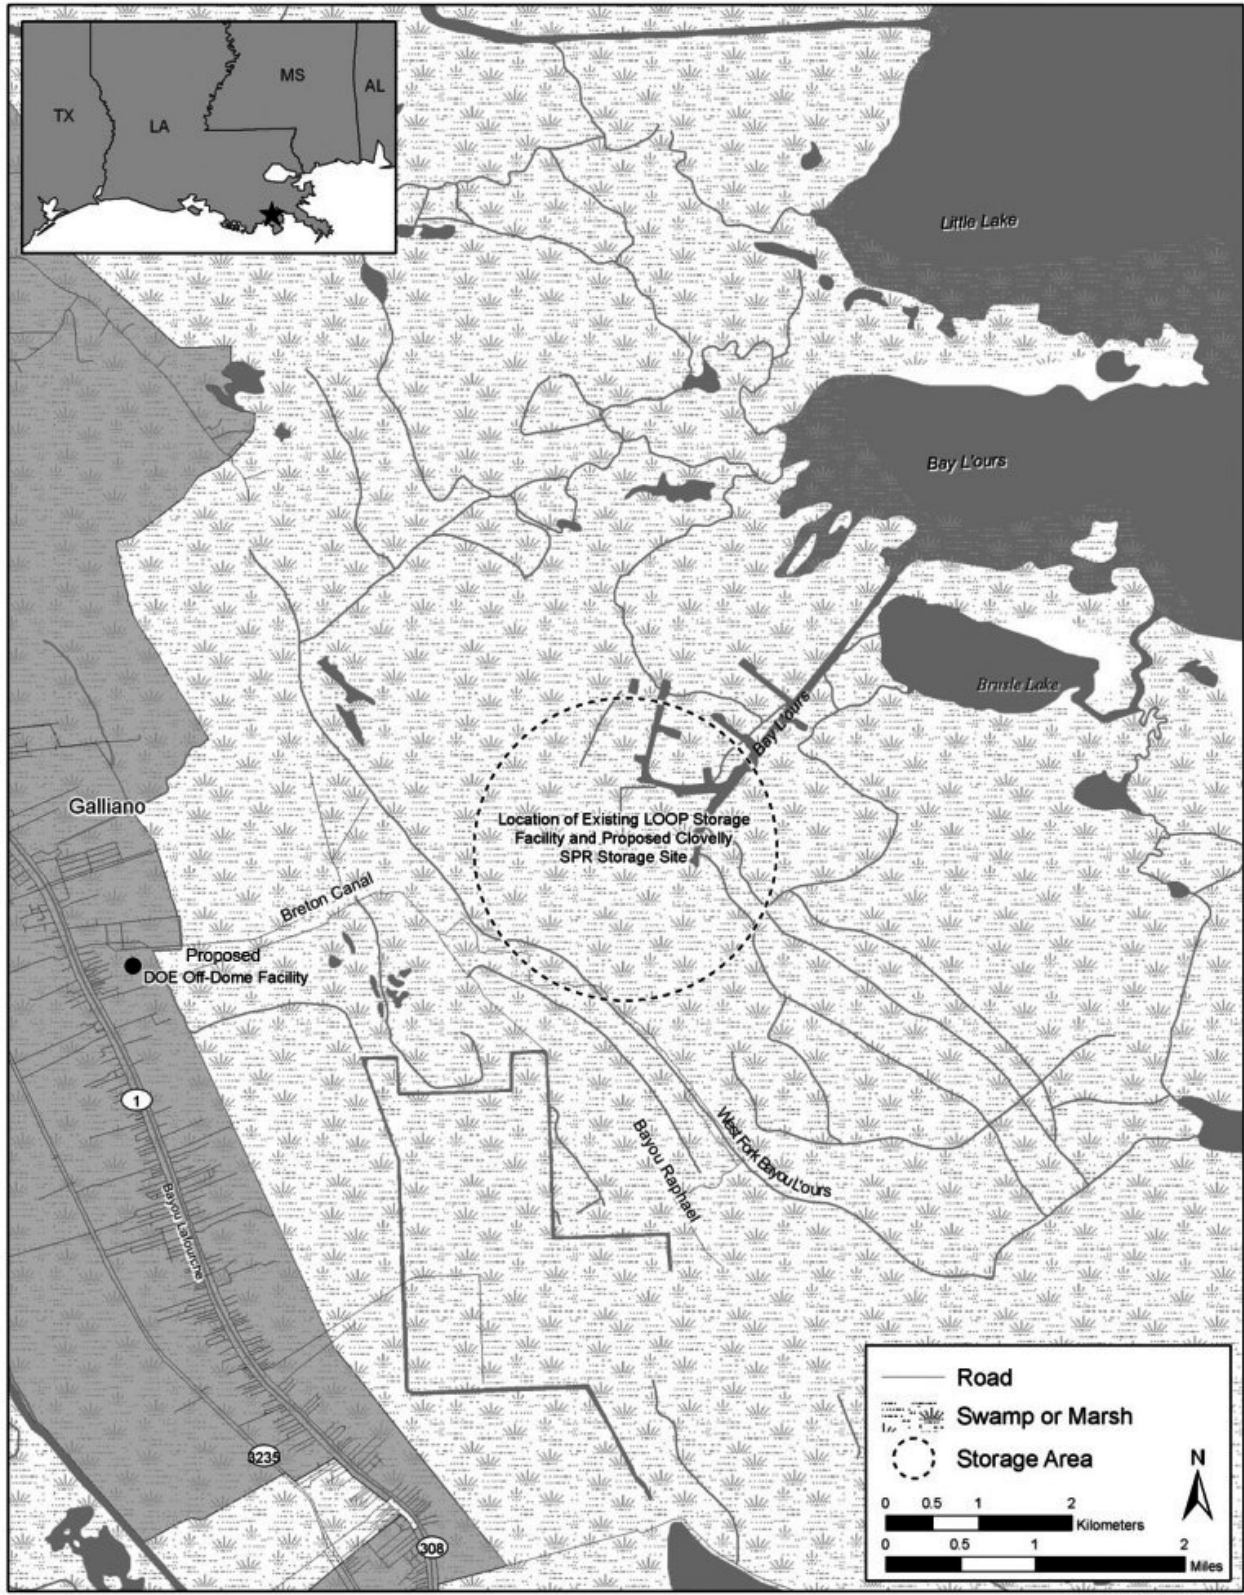 TX
LA
MS
AL
Little Lake
Bay L'ours
Brusle Lake
Bay L'ours
Galliano
Location of Existing LOOP Storage
Facility and Proposed Clovelly
SPR Storage Site
Breton Canal
Proposed
DOE Off-Dome Facility
1
West Fork Bayou L'ours
Bayou Raphael
Bayou Lafourche
3235
308
Road
Swamp or Marsh
Storage Area
N
0 0.5 1 2
Kilometers
0 0.5 1 2
Miles